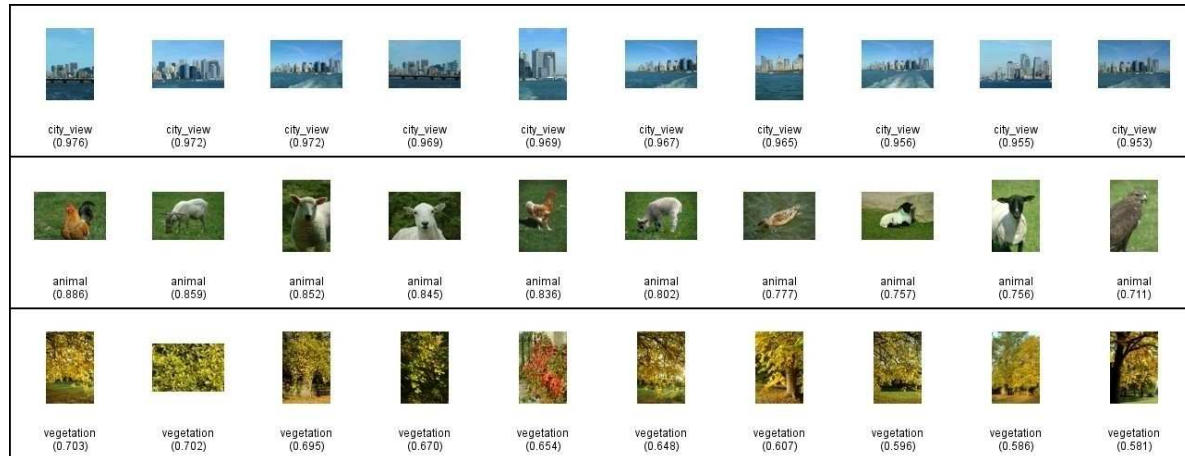 city_view city_view city_view city_view city_view city_view city_view city_view city_view city_view
(0.976) (0.972) (0.972) (0.969) (0.969) (0.967) (0.965) (0.956) (0.955) (0.953)
animal animal animal animal animal animal animal animal animal animal
(0.886) (0.859) (0.852) (0.845) (0.836) (0.802) (0.777) (0.757) (0.756) (0.711)
vegetation vegetation vegetation vegetation vegetation vegetation vegetation vegetation vegetation vegetation
(0.703) (0.702) (0.695) (0.670) (0.654) (0.648) (0.607) (0.596) (0.586) (0.581)